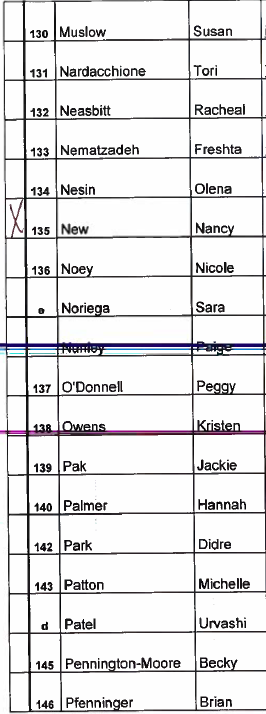 130 Muslow Susan
131 Nardacchione Tori
132 Neasbitt Racheal
133 Nematzadeh Freshta
134 Nesin Olena
X 135 New Nancy
136 Noey Nicole
e Noriega Sara
Nunley Paige
137 O'Donnell Peggy
138 Owens Kristen
139 Pak Jackie
140 Palmer Hannah
142 Park Didre
143 Patton Michelle
d Patel Urvashi
145 Pennington-Moore Becky
146 Pfenninger Brian